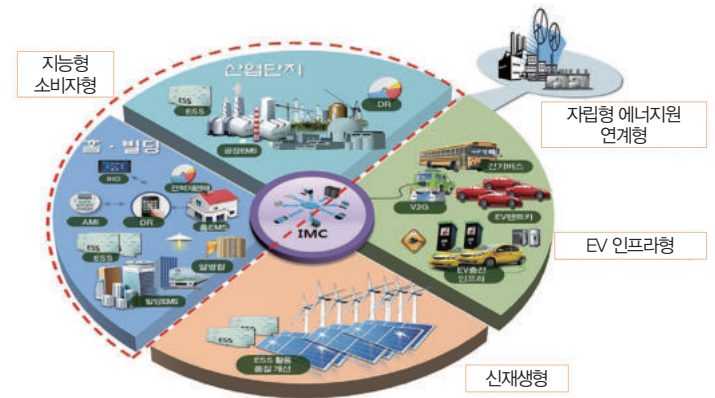 지능형
소비자형
산업단지
ESS
DR
공장EMS
자립형 에너지원
연계형
홈 · 빌딩
IHD
전력재판매
AMI
DR
홈EMS
ESS
열병합
빌딩EMS
IMC
전기버스
V2G
EV렌트카
EV충전
인프라
EV 인프라형
ESS
ESS 활용
품질 개선
신재생형